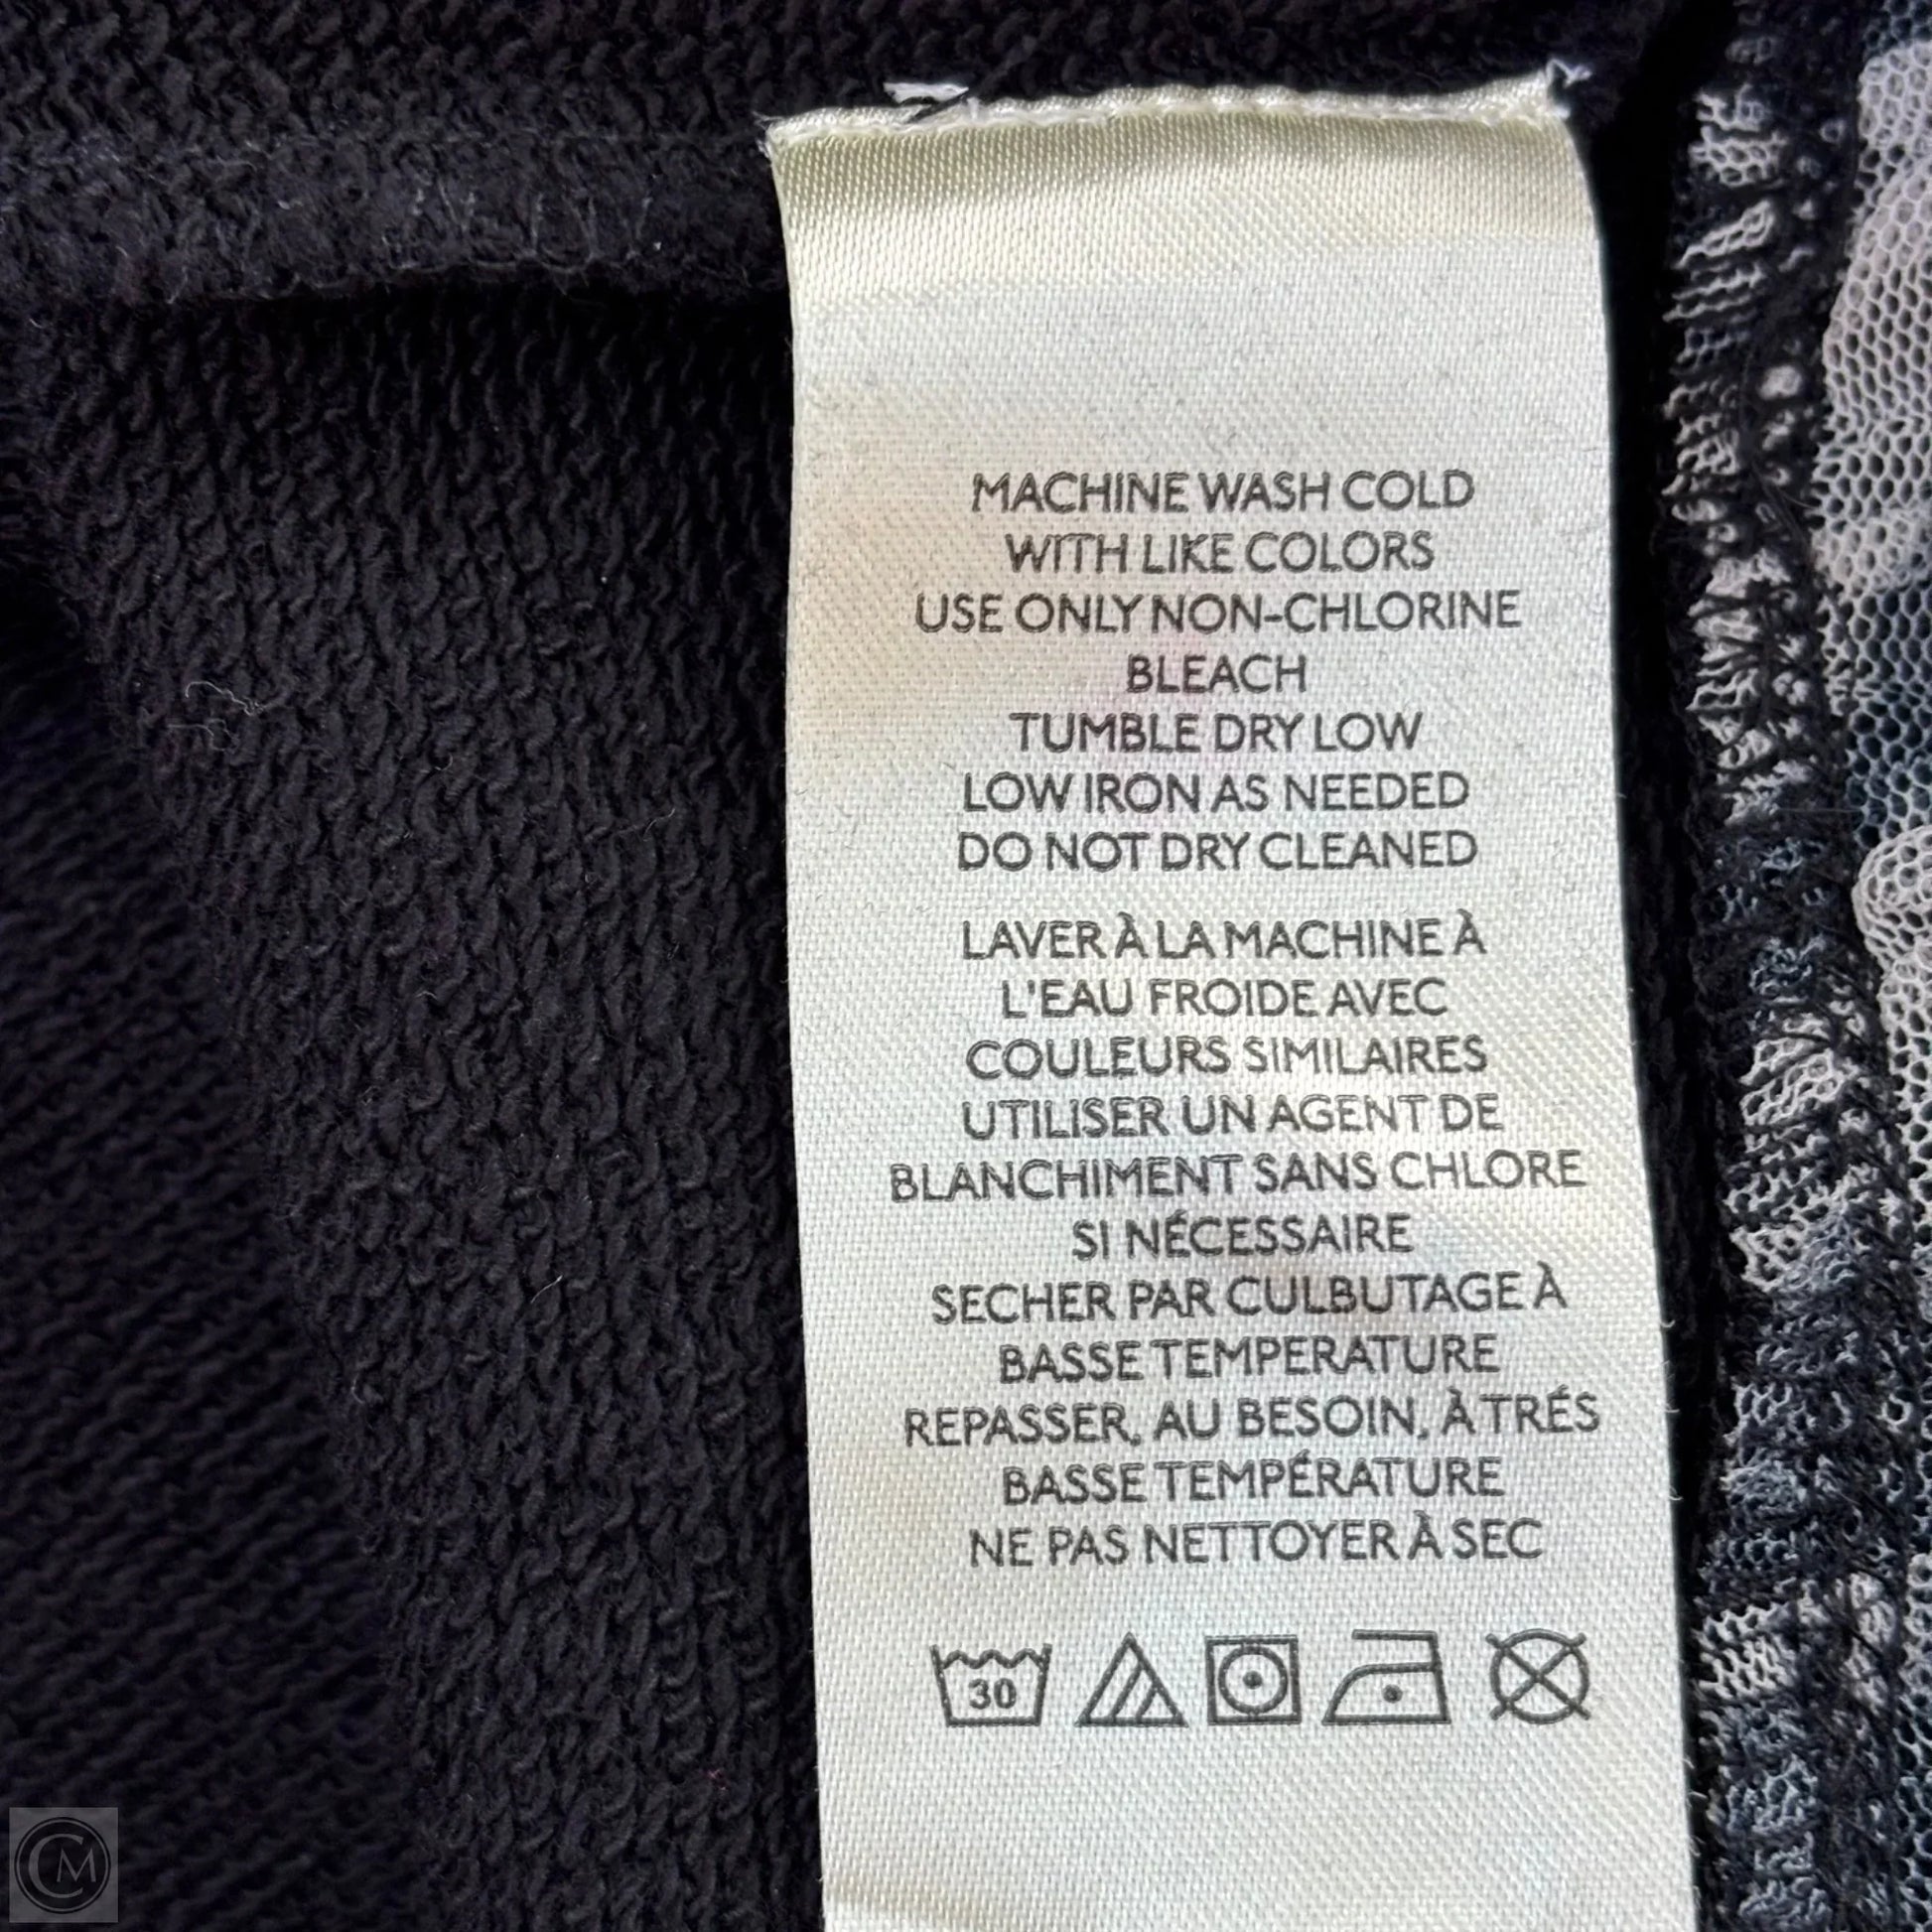 MACHINE WASH COLD
WITH LIKE COLORS
USE ONLY NON-CHLORINE
BLEACH
TUMBLE DRY LOW
LOW IRON AS NEEDED
DO NOT DRY CLEANED
LAVER À LA MACHINE À
L'EAU FROIDE AVEC
COULEURS SIMILAIRES
UTILISER UN AGENT DE
BLANCHIMENT SANS CHLORE
SI NÉCESSAIRE
SECHER PAR CULBUTAGE À
BASSE TEMPERATURE
REPASSER, AU BESOIN, À TRÉS
BASSE TEMPÉRATURE
NE PAS NETTOYER À SEC
30
CM